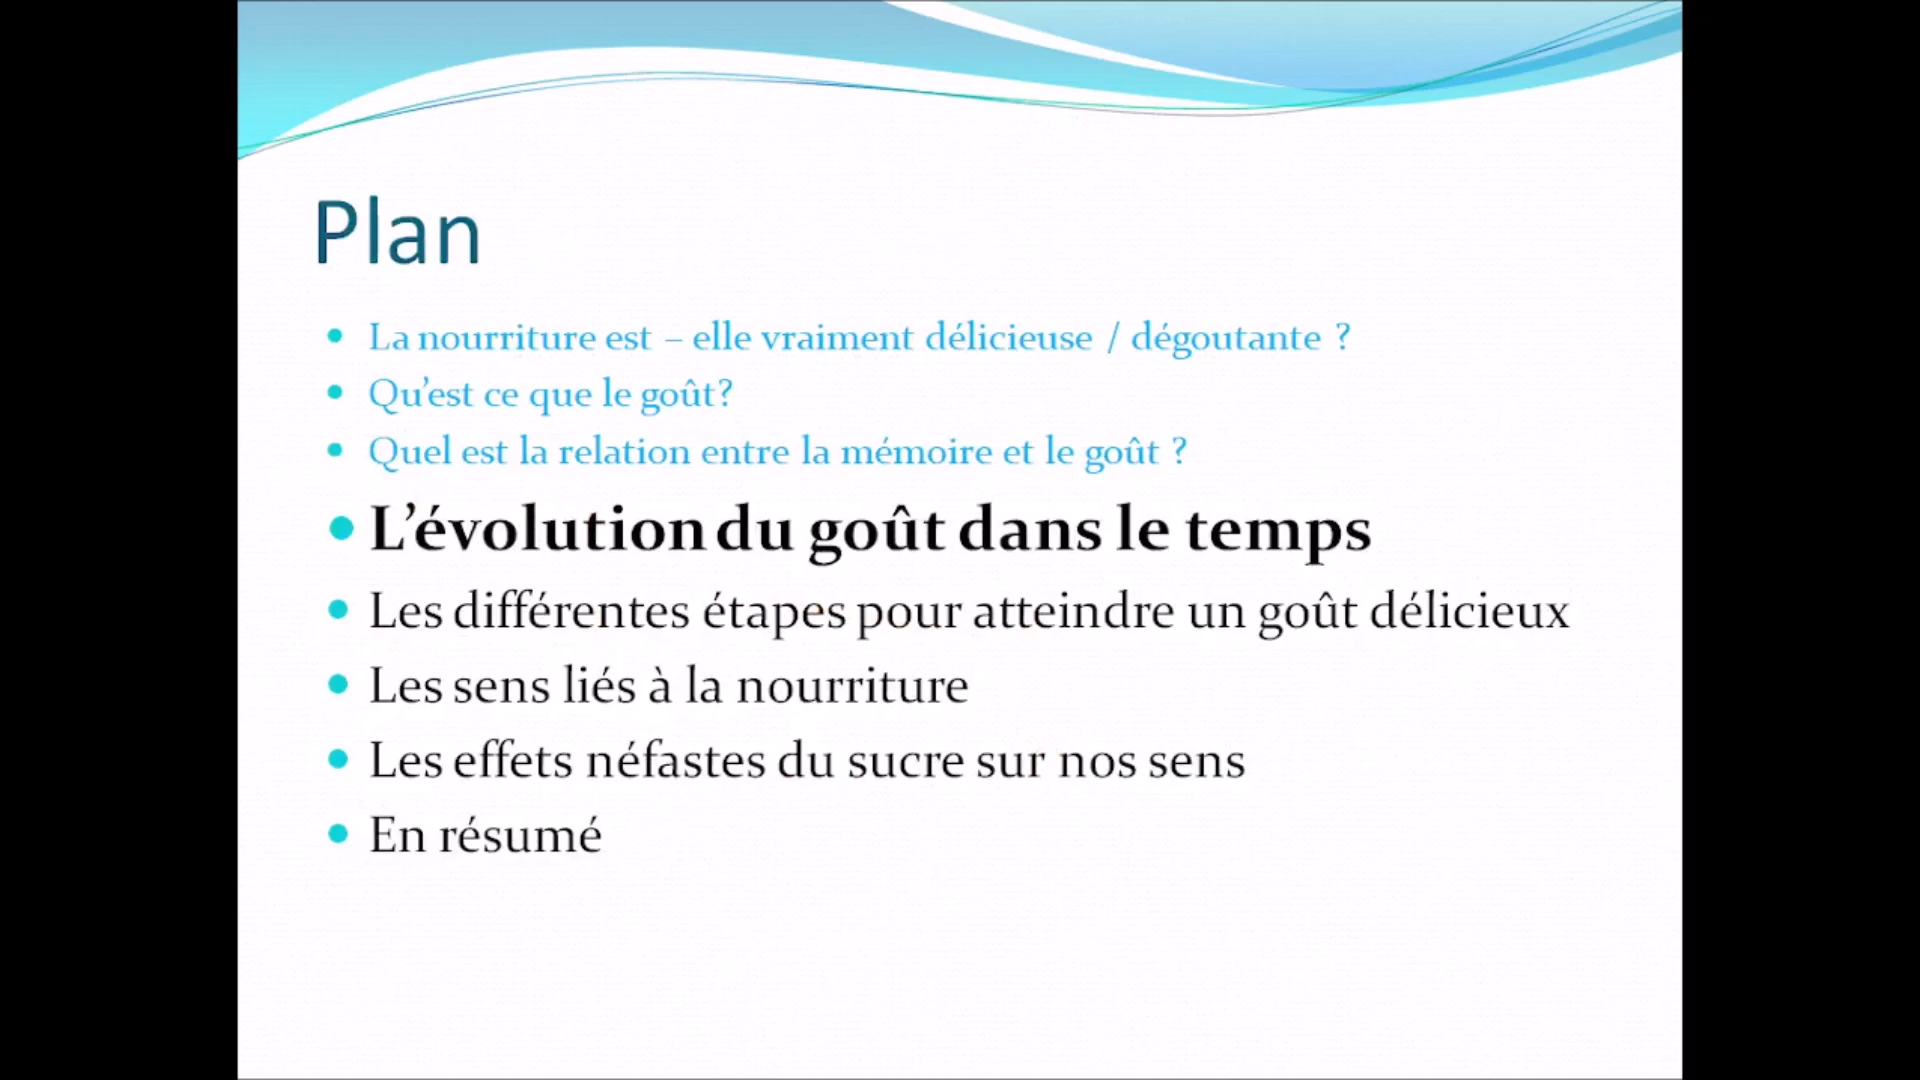 Plan
La nourriture est – elle vraiment délicieuse / dégoutante ?
Qu’est ce que le goût?
Quel est la relation entre la mémoire et le goût ?
L’évolution du goût dans le temps
Les différentes étapes pour atteindre un goût délicieux
Les sens liés à la nourriture
Les effets néfastes du sucre sur nos sens
En résumé